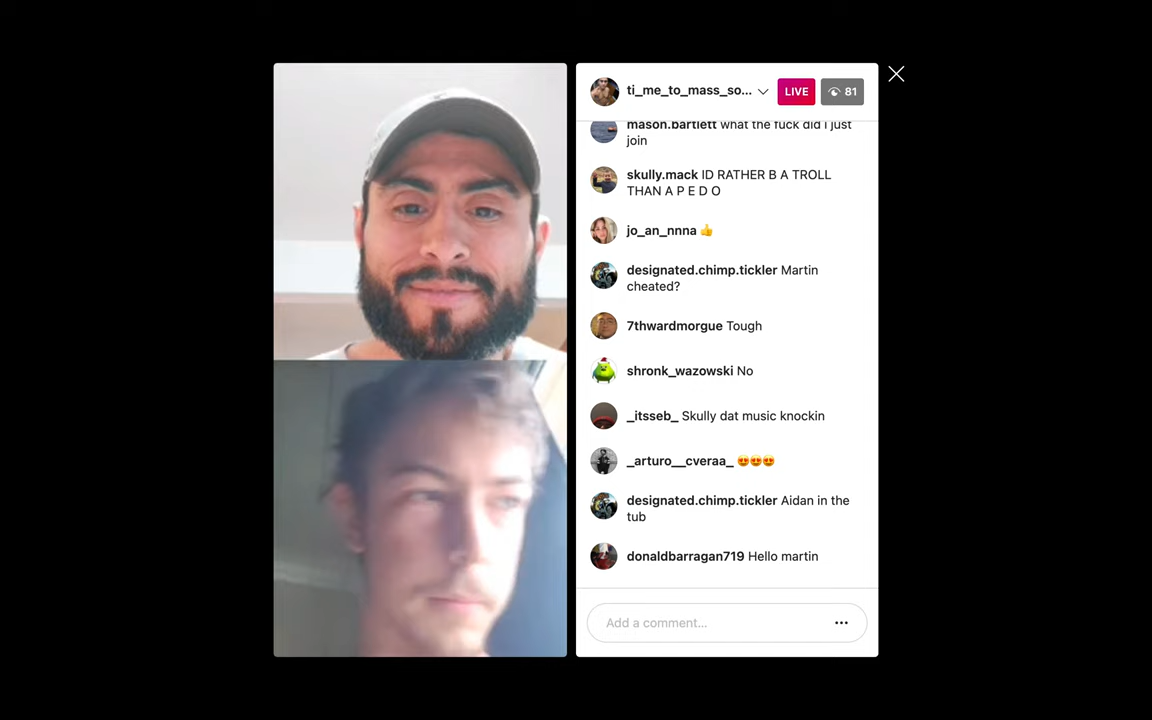 ti_me_to_mass_so...
LIVE
81
mason.bartlett what the fuck did i just
join
skully.mack ID RATHER B A TROLL
THAN A P E D O
jo_an_nnna 👍
designated.chimp.tickler Martin
cheated?
7thwardmorgue Tough
shronk_wazowski No
_itsseb_ Skully dat music knockin
_arturo__cveraa_ 😍😍😍
designated.chimp.tickler Aidan in the
tub
donaldbarragan719 Hello martin
Add a comment...